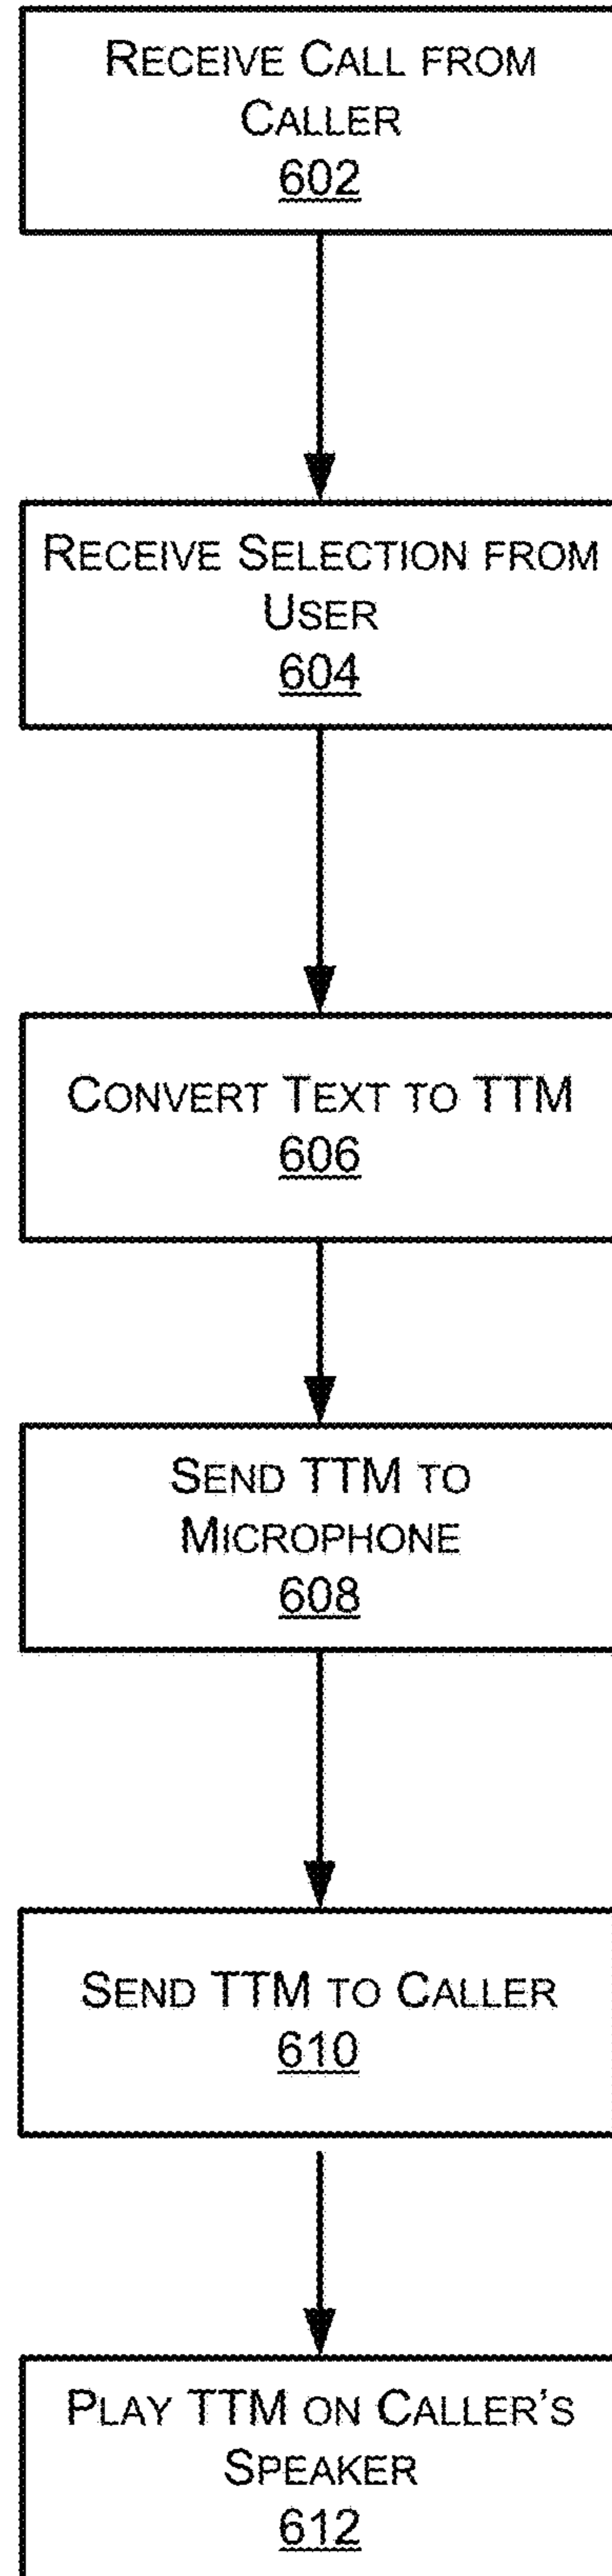 RECEIVE CALL FROM
CALLER
602
RECEIVE SELECTION FROM
USER
604
CONVERT TEXT TO TTM
606
SEND TTM TO
MICROPHONE
608
SEND TTM TO CALLER
610
PLAY TTM ON CALLER'S
SPEAKER
612